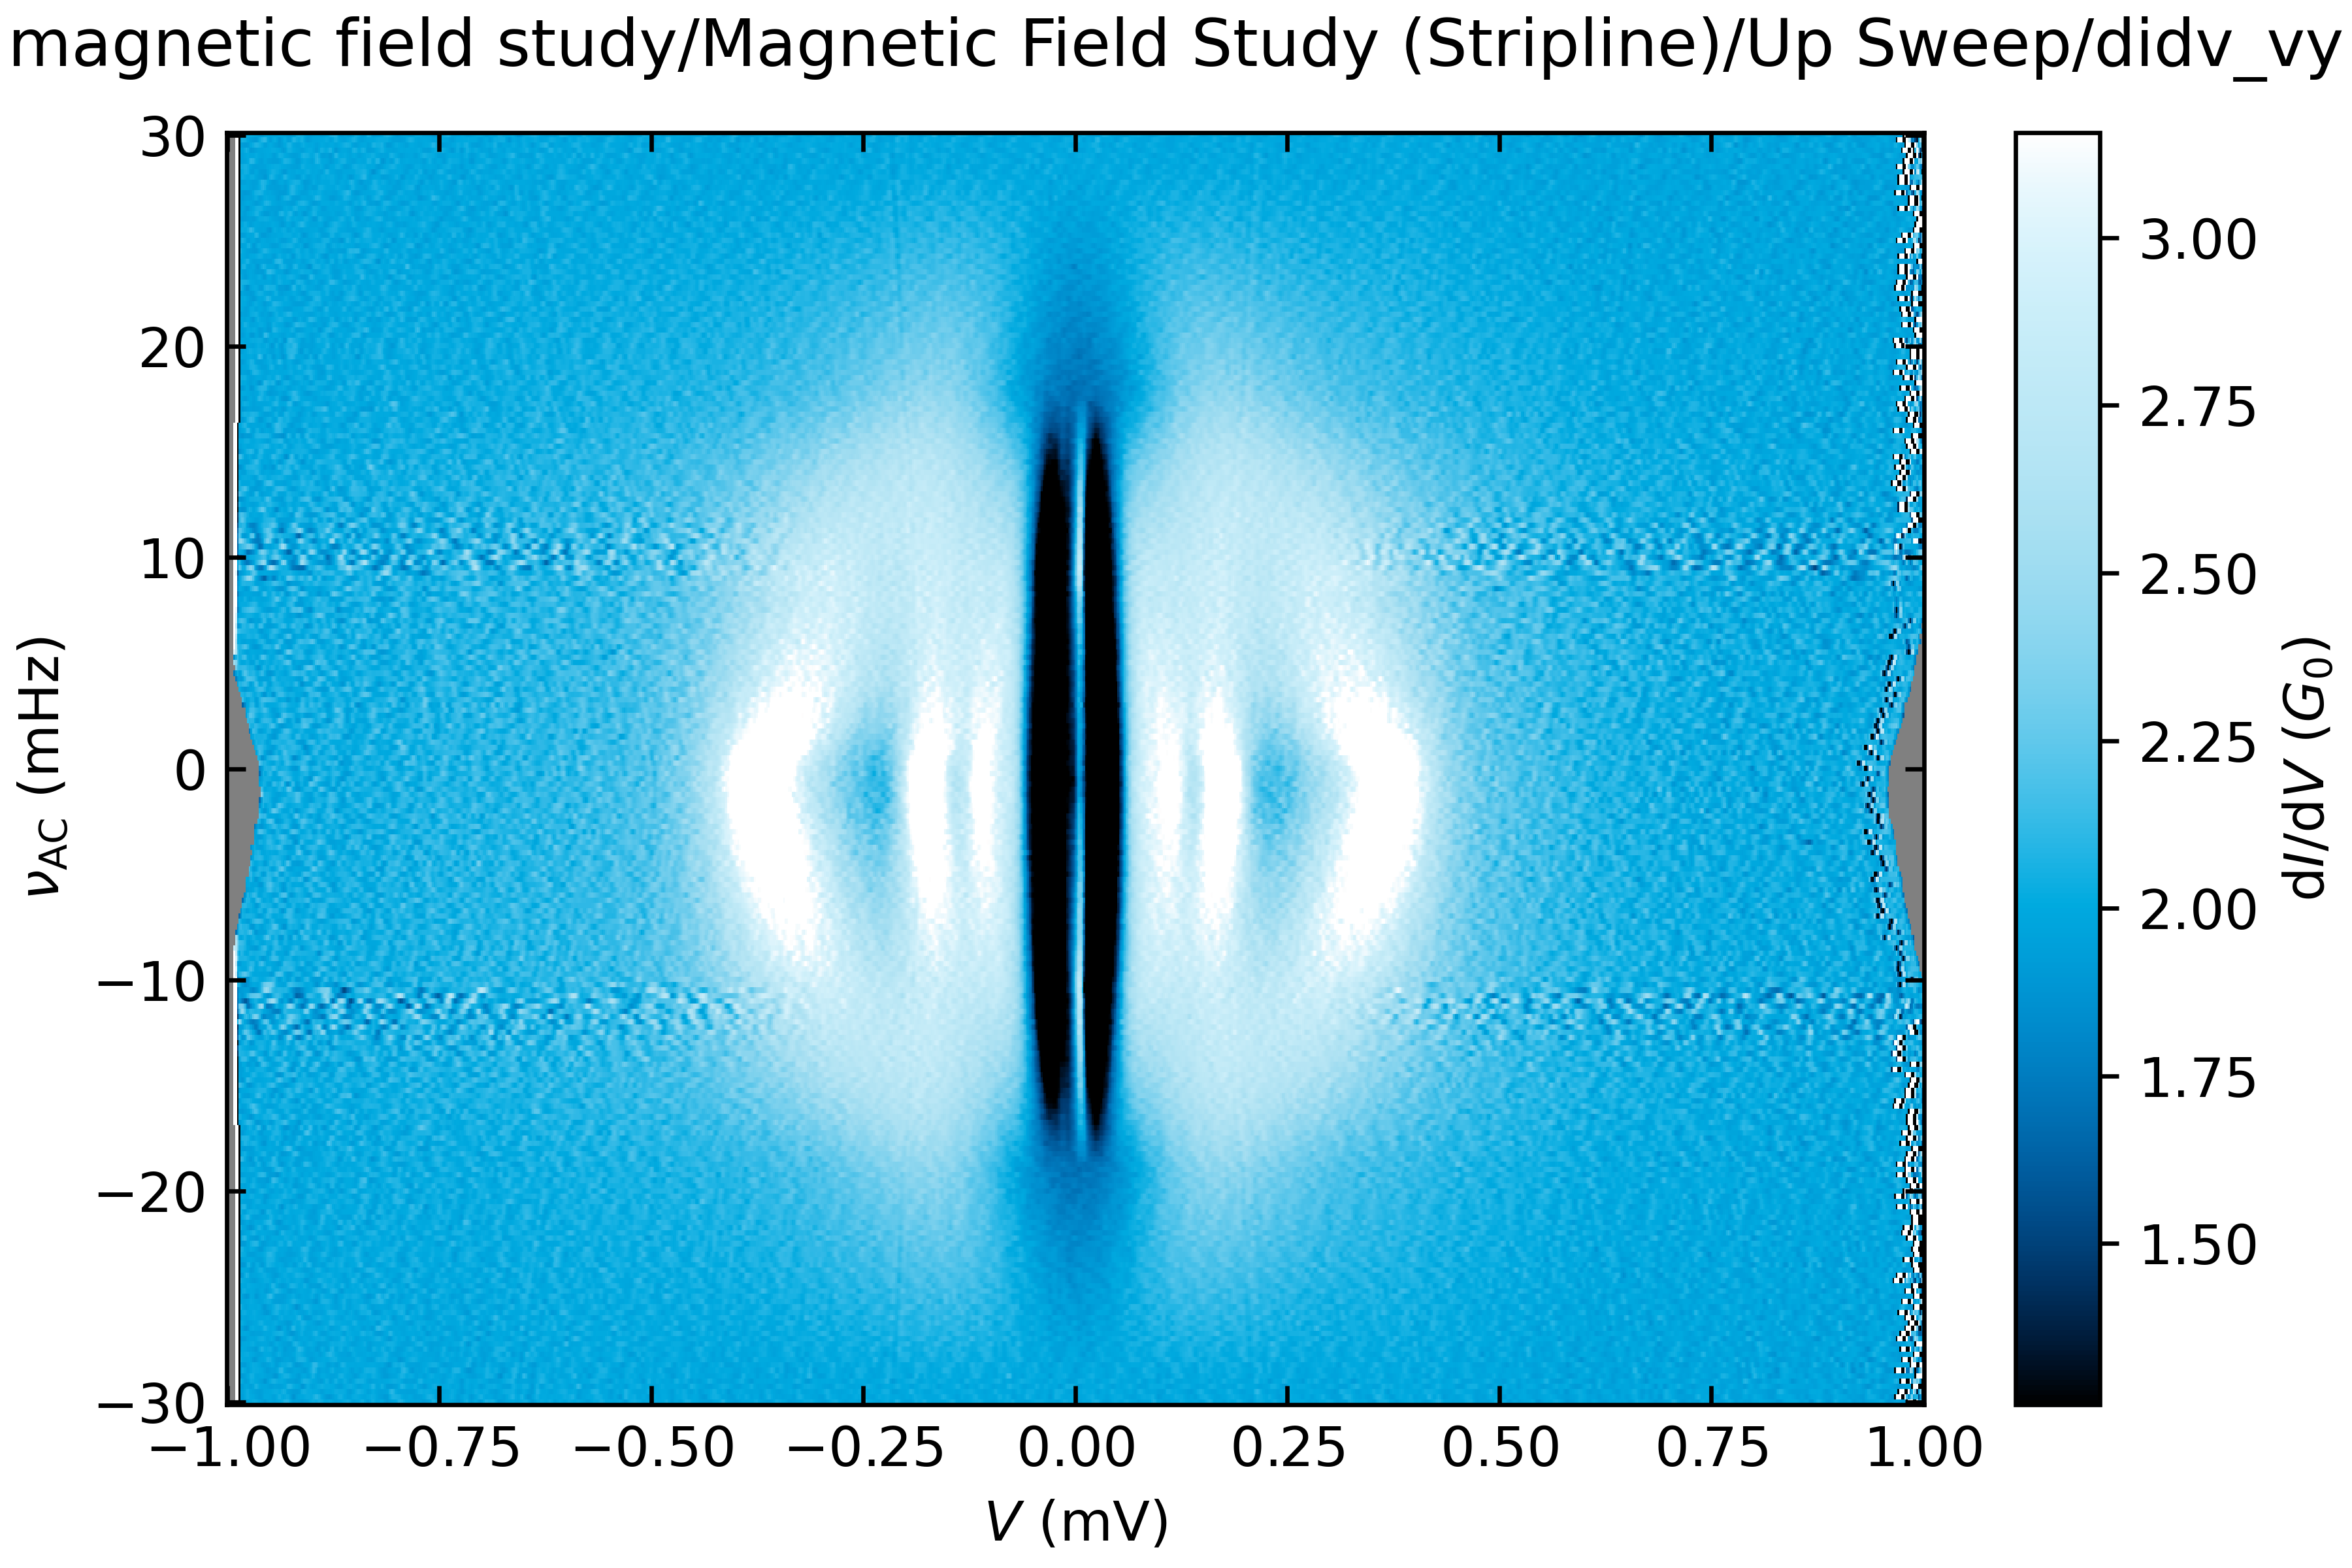 magnetic field study/Magnetic Field Study (Stripline)/Up Sweep/didv_vy
30
20
10
0
−10
−20
−30
ν_AC (mHz)
−1.00 −0.75 −0.50 −0.25 0.00 0.25 0.50 0.75 1.00
V (mV)
3.00
2.75
2.50
2.25
2.00
1.75
1.50
dI/dV (G₀)